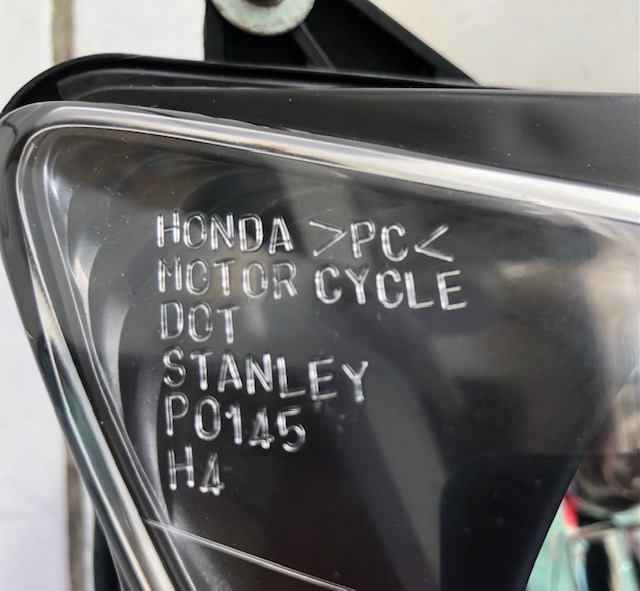 HONDA >PC<
MOTOR CYCLE
DOT
STANLEY
P0145
H4